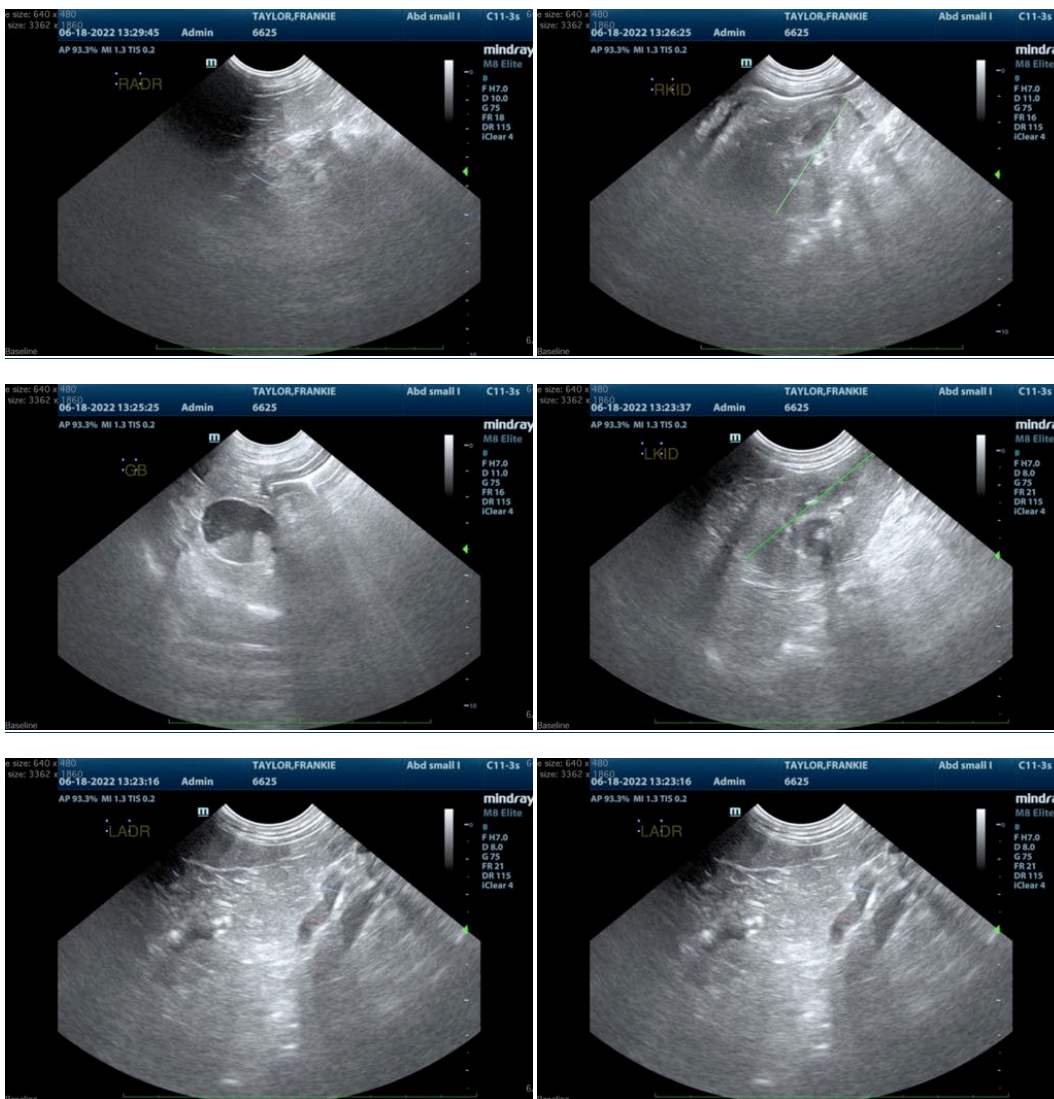 e size: 640 x 480
size: 3362 x 1860
TAYLOR,FRANKIE Abd small I C11-3s
06-18-2022 13:29:45 Admin 6625
AP 93.3% MI 1.3 TIS 0.2
mindray
M8 Elite
m
RADR
B
F H7.0
D 10.0
G 75
FR 18
DR 115
iClear 4
Baseline
e size: 640 x 480
size: 3362 x 1860
TAYLOR,FRANKIE Abd small I C11-3s
06-18-2022 13:26:25 Admin 6625
AP 93.3% MI 1.3 TIS 0.2
mindray
M8 Elite
m
RKID
B
F H7.0
D 11.0
G 75
FR 16
DR 115
iClear 4
10
Baseline
e size: 640 x 480
size: 3362 x 1860
TAYLOR,FRANKIE Abd small I C11-3s
06-18-2022 13:25:25 Admin 6625
AP 93.3% MI 1.3 TIS 0.2
mindray
M8 Elite
m
GB
B
F H7.0
D 11.0
G 75
FR 16
DR 115
iClear 4
10
Baseline
e size: 640 x 480
size: 3362 x 1860
TAYLOR,FRANKIE Abd small I C11-3s
06-18-2022 13:23:37 Admin 6625
AP 93.3% MI 1.3 TIS 0.2
mindray
M8 Elite
m
LKID
B
F H7.0
D 8.0
G 75
FR 21
DR 115
iClear 4
Baseline
e size: 640 x 480
size: 3362 x 1860
TAYLOR,FRANKIE Abd small I C11-3s
06-18-2022 13:23:16 Admin 6625
AP 93.3% MI 1.3 TIS 0.2
mindray
M8 Elite
m
LADR
B
F H7.0
D 8.0
G 75
FR 21
DR 115
iClear 4
e size: 640 x 480
size: 3362 x 1860
TAYLOR,FRANKIE Abd small I C11-3s
06-18-2022 13:23:16 Admin 6625
AP 93.3% MI 1.3 TIS 0.2
mindray
M8 Elite
m
LADR
B
F H7.0
D 8.0
G 75
FR 21
DR 115
iClear 4